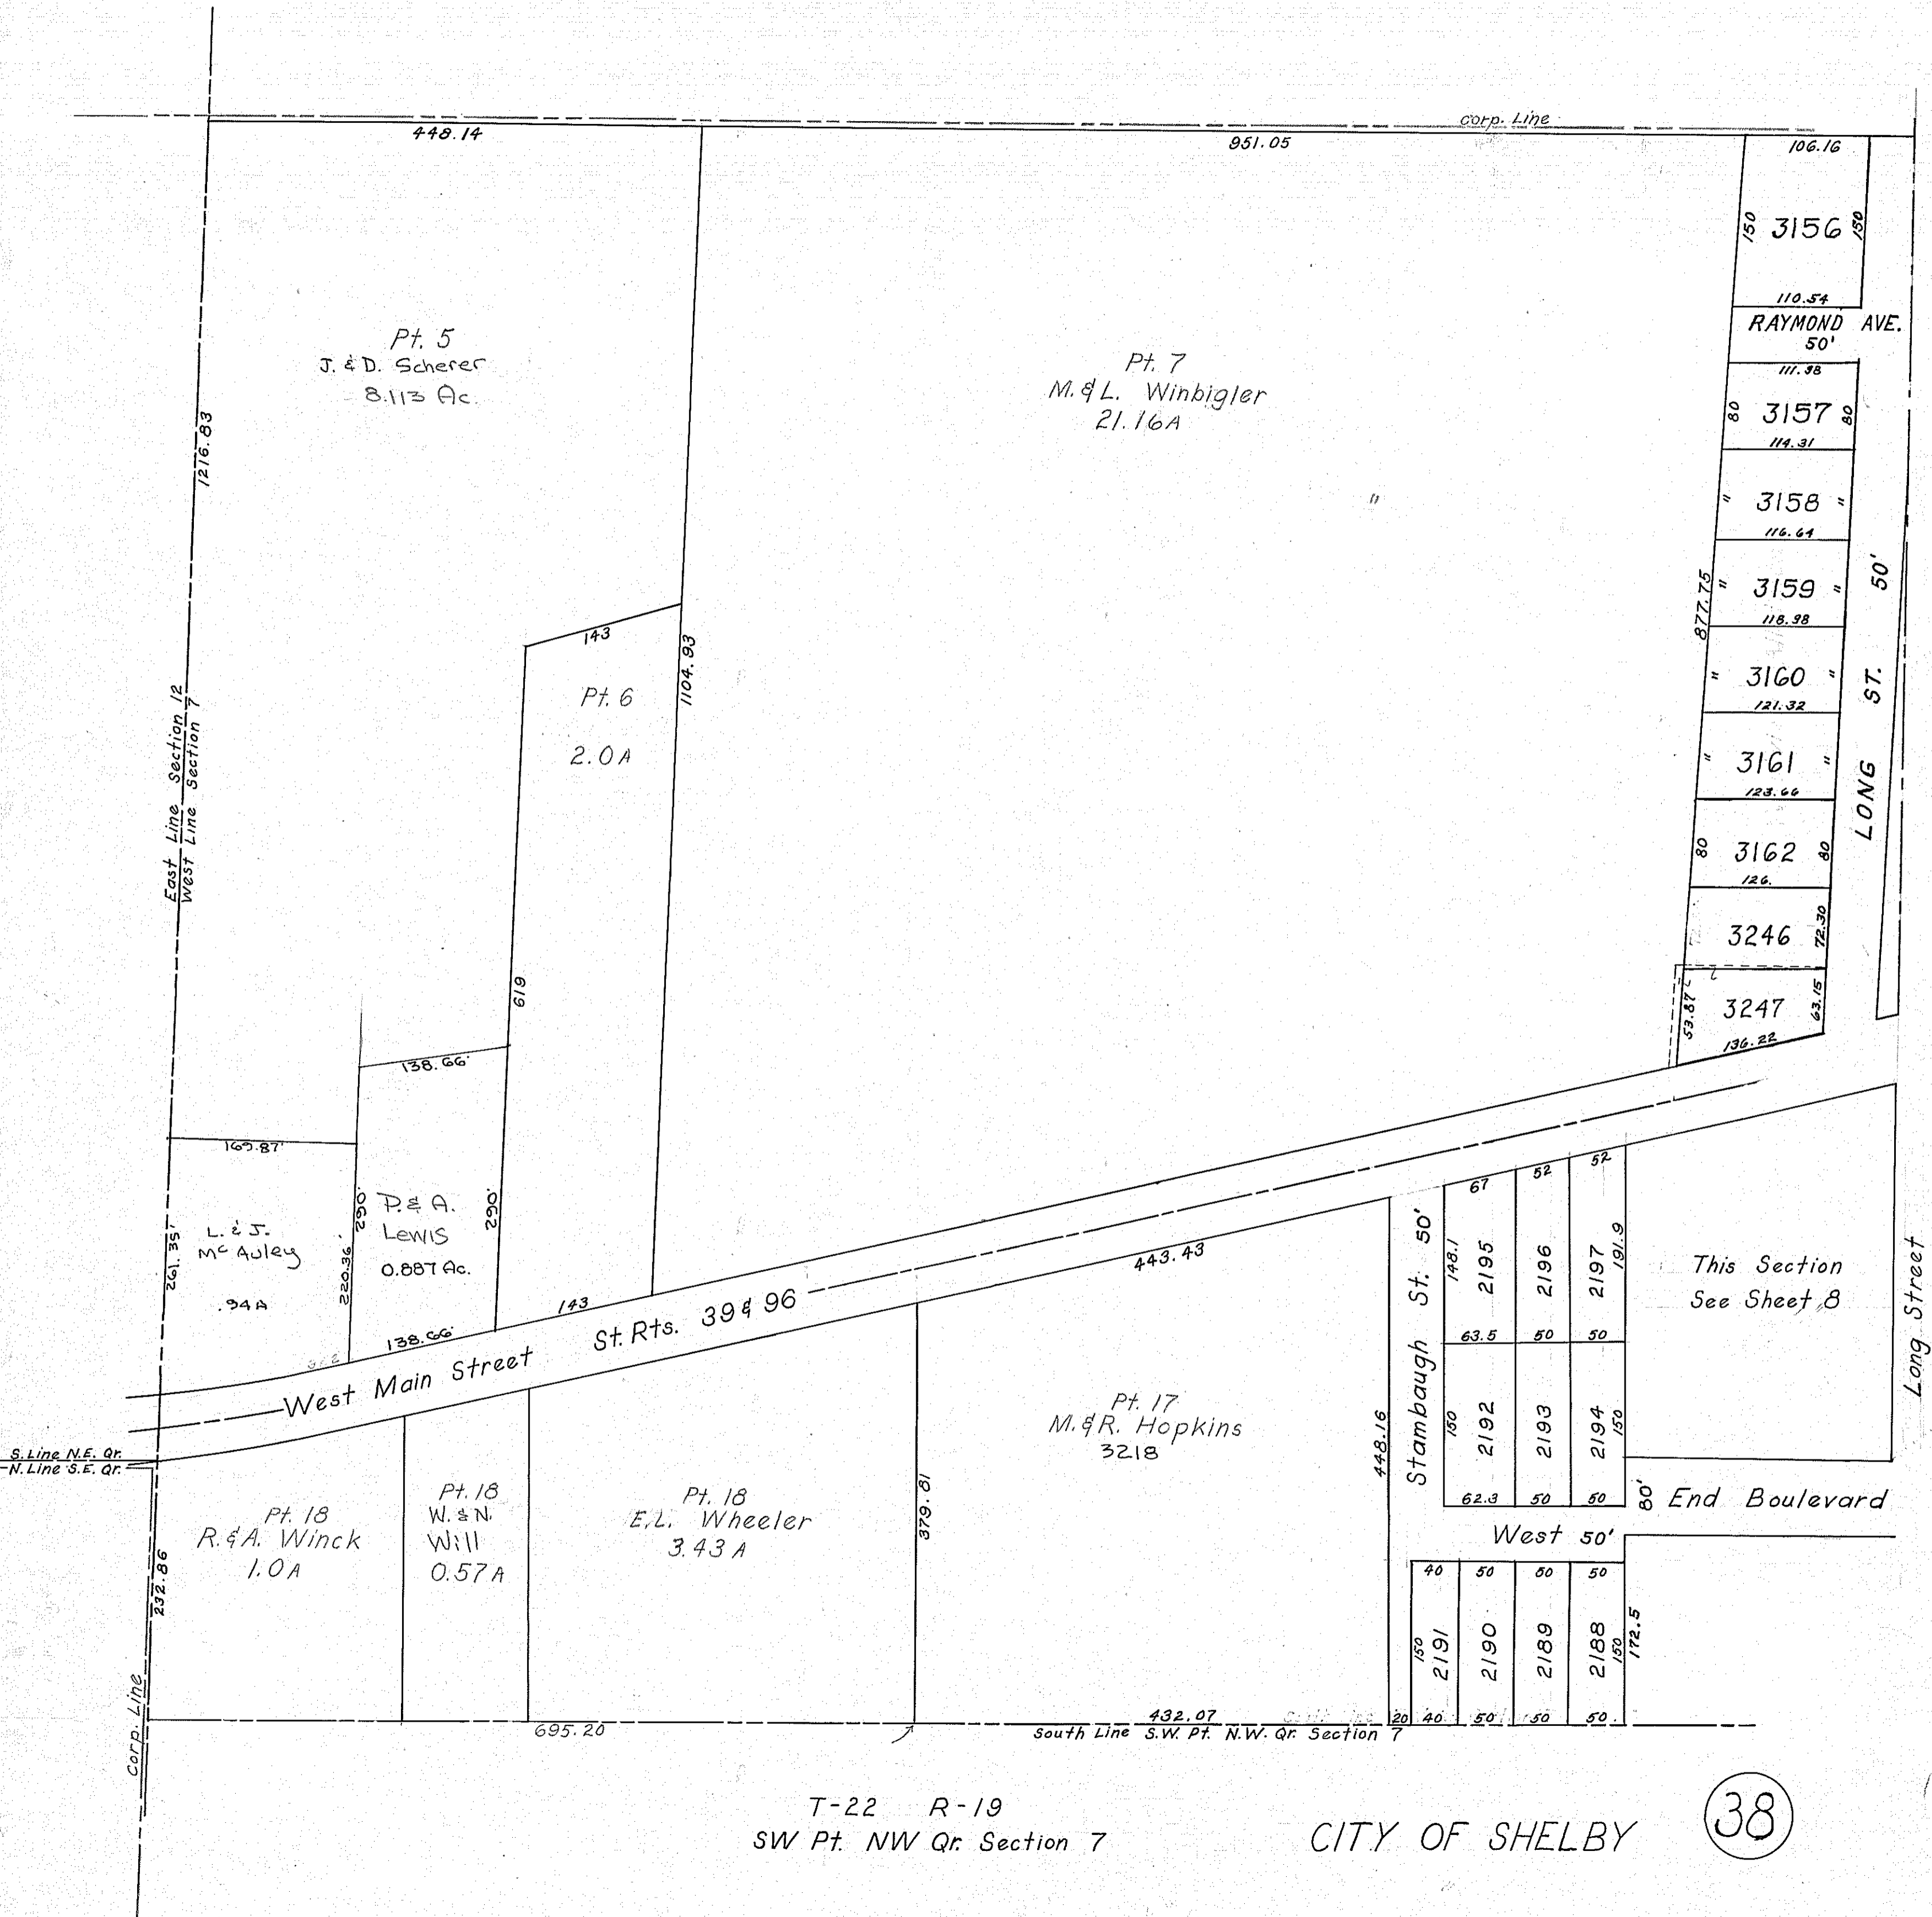 Corp. Line
448.14
951.05
106.16
150
3156
150
110.54
RAYMOND AVE.
50'
111.98
80
3157
80
114.31
" 3158 "
116.64
" 3159 "
118.98
" 3160 "
121.32
" 3161 "
123.66
80
3162
80
126.
3246
72.30
53.87
3247
63.15
136.22
877.75
LONG ST. 50'
Pt. 5
J. & D. Scherer
8.113 Ac.
Pt. 7
M. & L. Winbigler
21.16A
"
1216.83
East Line Section 12
West Line Section 7
143
Pt. 6
2.0A
1104.93
619
138.66'
169.87'
261.35'
L. & J.
McAuley
.94A
290'
220.36'
P. & A.
Lewis
0.887 Ac.
290'
138.66'
143
West Main Street St. Rts. 39 & 96
443.43
S. Line N.E. Qr.
N. Line S.E. Qr.
232.86
Corp. Line
Pt. 18
R. & A. Winck
1.0A
Pt. 18
W. & N.
Will
0.57A
Pt. 18
E.L. Wheeler
3.43A
379.81
Pt. 17
M. & R. Hopkins
3218
448.16
Stambaugh St. 50'
67
52
52
148.1
2195
2196
2197
191.9
63.5
50
50
150
2192
2193
2194
150
62.3
50
50
This Section
See Sheet 8
Long Street
80'
End Boulevard
West 50'
40
50
50
50
150
2191
2190
2189
2188
150
172.5
20
40
50
50
50
695.20
432.07
South Line S.W. Pt. N.W. Qr. Section 7
T-22 R-19
SW Pt. NW Qr. Section 7
CITY OF SHELBY
38